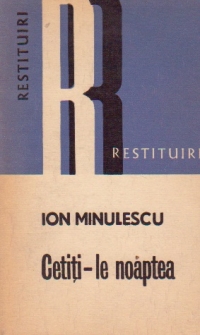 RESTITUIRI
R
RESTITUIRI
ION MINULESCU
Cetiți-le noaptea